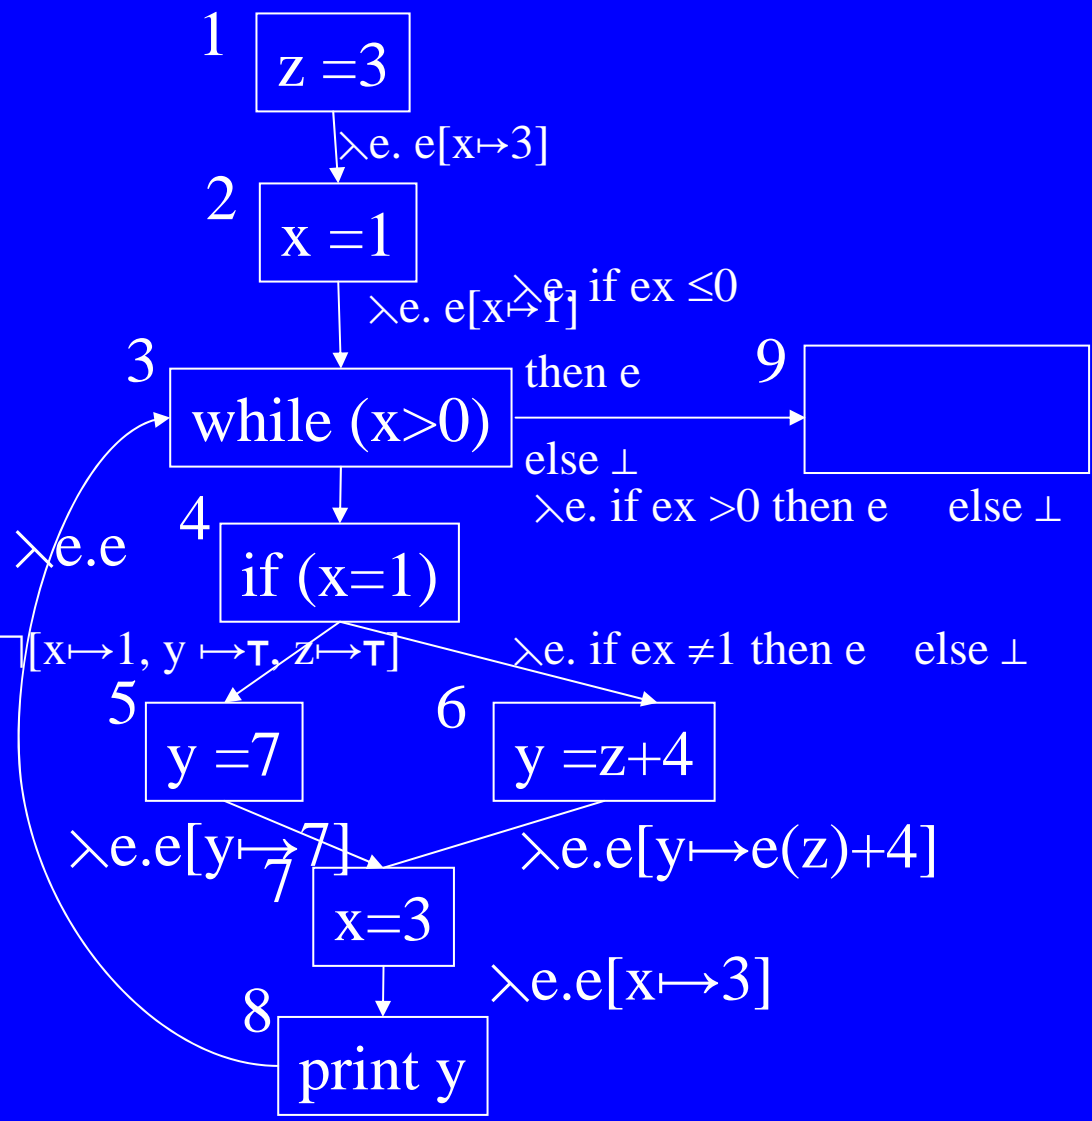 1
z =3
λe. e[x↦3]
2
x =1
λe. if ex ≤0
λe. e[x↦1]
3
then e
9
while (x>0)
else ⊥
λe. if ex >0 then e else ⊥
4
λe.e
if (x=1)
[x↦1, y ↦⊤, z↦⊤]
λe. if ex ≠1 then e else ⊥
5
6
y =7
y =z+4
λe.e[y↦7]
λe.e[y↦e(z)+4]
7
x=3
λe.e[x↦3]
8
print y